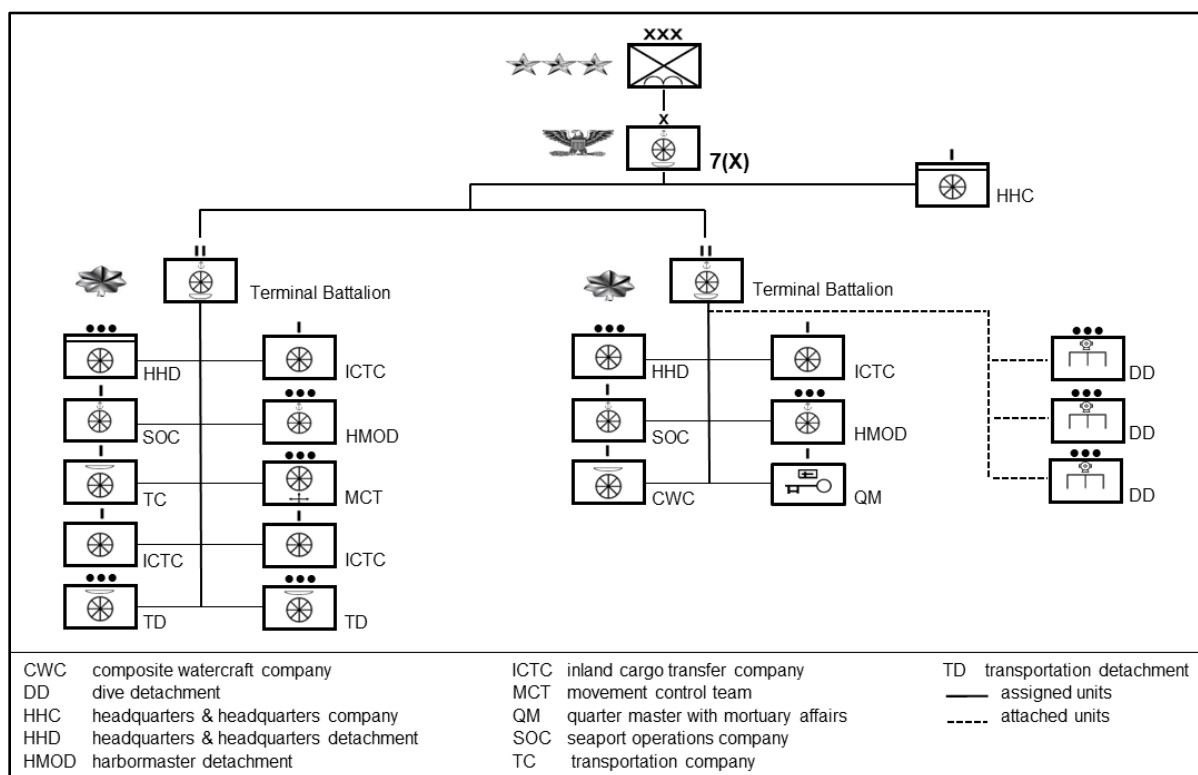 XXX
X
7(X)
I
HHC
II
Terminal Battalion
II
Terminal Battalion
HHD
I
ICTC
HHD
I
ICTC
DD
I
SOC
HMOD
I
SOC
HMOD
DD
I
TC
MCT
I
CWC
I
QM
DD
I
ICTC
I
ICTC
TD
TD
CWC composite watercraft company
DD dive detachment
HHC headquarters & headquarters company
HHD headquarters & headquarters detachment
HMOD harbormaster detachment
ICTC inland cargo transfer company
MCT movement control team
QM quarter master with mortuary affairs
SOC seaport operations company
TC transportation company
TD transportation detachment
assigned units
attached units